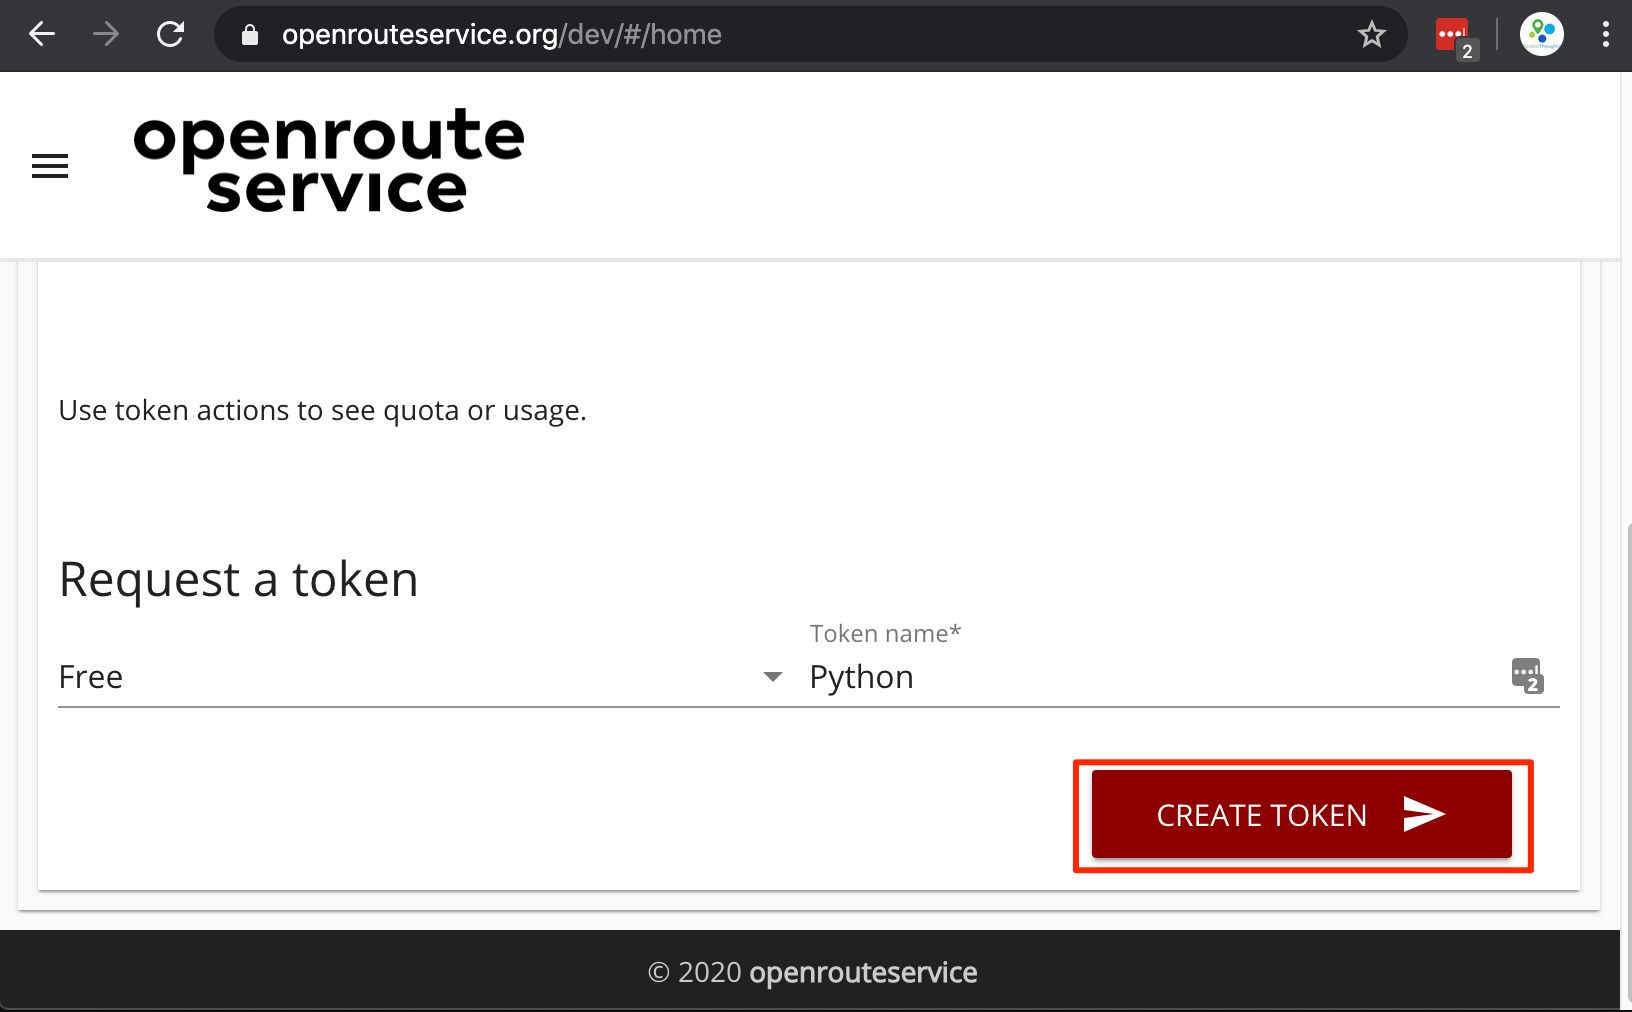 openrouteservice.org/dev/#/home
2
openroute
service
Use token actions to see quota or usage.
Request a token
Token name*
Free
Python
2
CREATE TOKEN
© 2020 openrouteservice